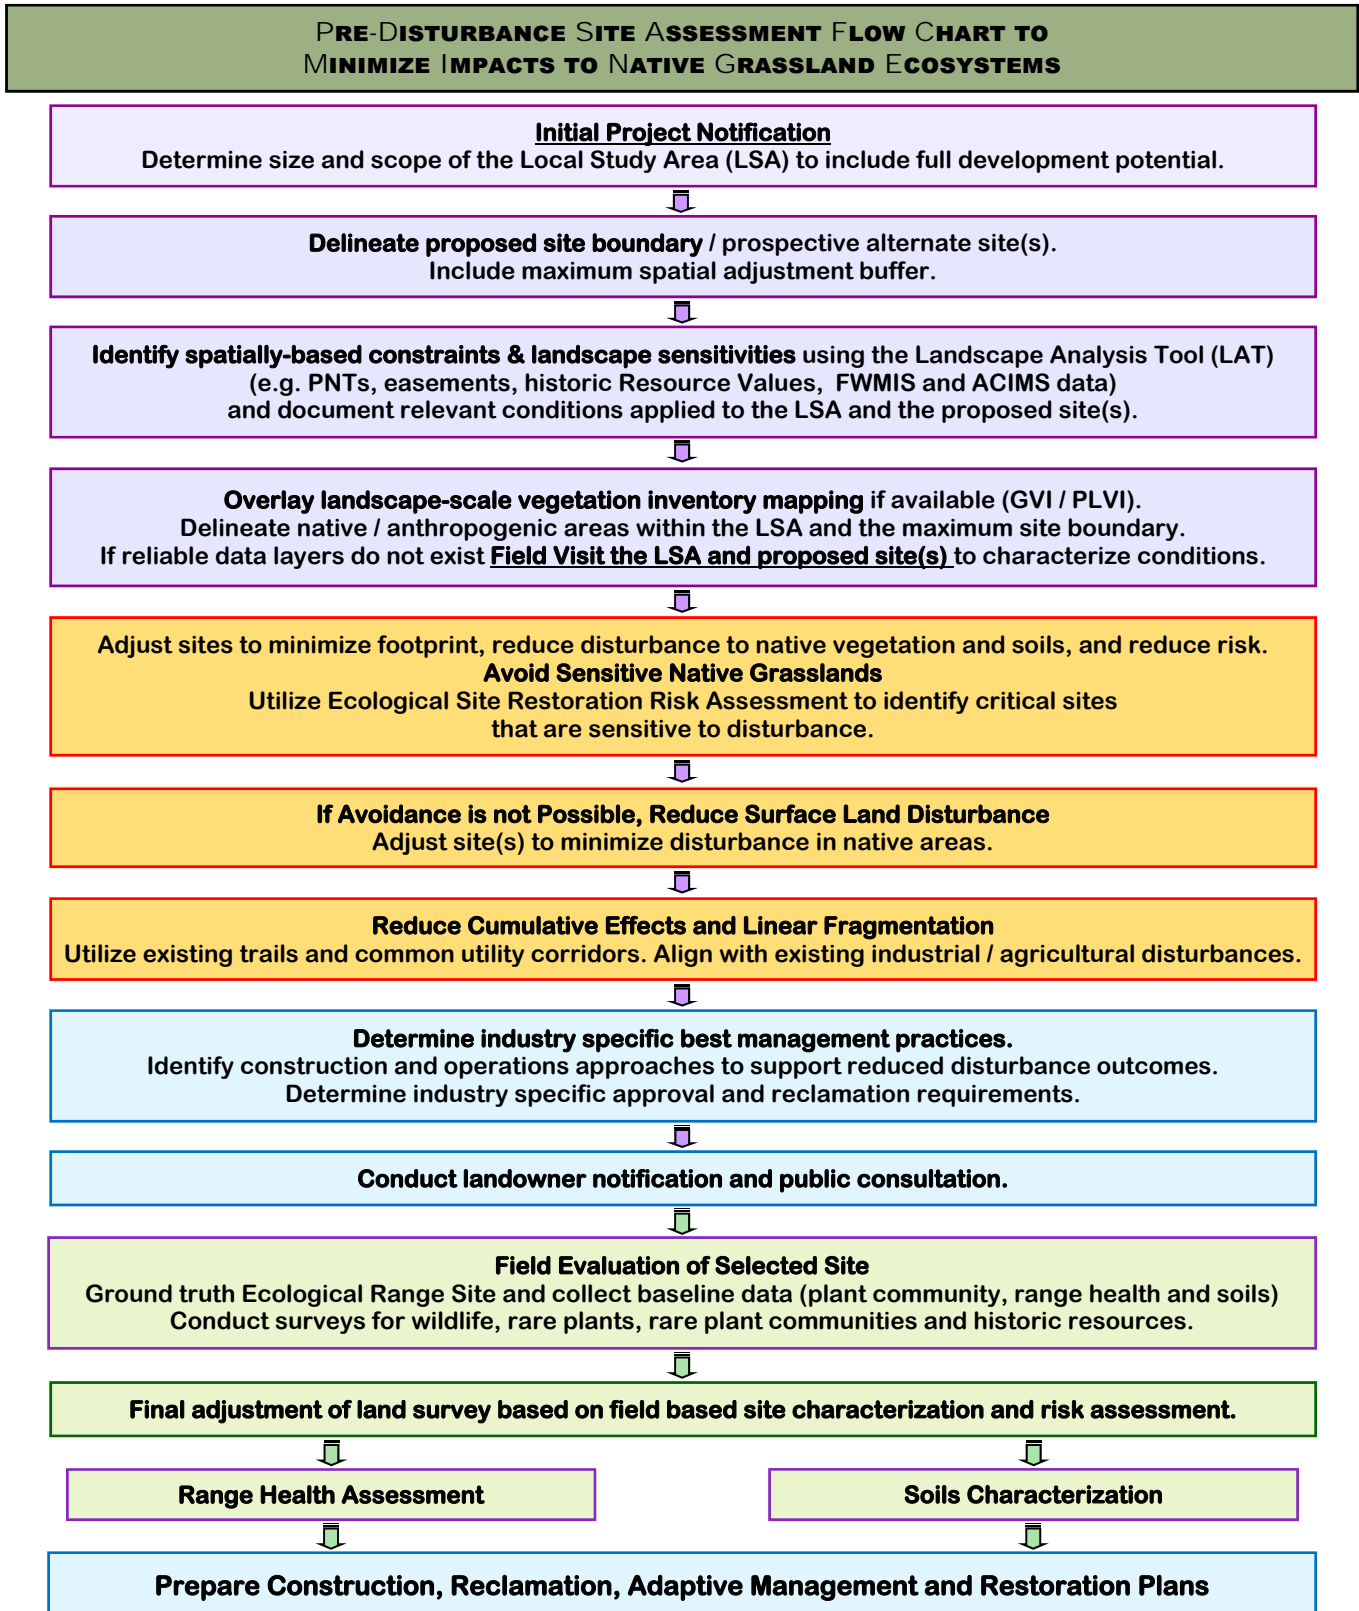 PRE-DISTURBANCE SITE ASSESSMENT FLOW CHART TO
MINIMIZE IMPACTS TO NATIVE GRASSLAND ECOSYSTEMS
Initial Project Notification
Determine size and scope of the Local Study Area (LSA) to include full development potential.
Delineate proposed site boundary / prospective alternate site(s).
Include maximum spatial adjustment buffer.
Identify spatially-based constraints & landscape sensitivities using the Landscape Analysis Tool (LAT)
(e.g. PNTs, easements, historic Resource Values, FWMIS and ACIMS data)
and document relevant conditions applied to the LSA and the proposed site(s).
Overlay landscape-scale vegetation inventory mapping if available (GVI / PLVI).
Delineate native / anthropogenic areas within the LSA and the maximum site boundary.
If reliable data layers do not exist Field Visit the LSA and proposed site(s) to characterize conditions.
Adjust sites to minimize footprint, reduce disturbance to native vegetation and soils, and reduce risk.
Avoid Sensitive Native Grasslands
Utilize Ecological Site Restoration Risk Assessment to identify critical sites
that are sensitive to disturbance.
If Avoidance is not Possible, Reduce Surface Land Disturbance
Adjust site(s) to minimize disturbance in native areas.
Reduce Cumulative Effects and Linear Fragmentation
Utilize existing trails and common utility corridors. Align with existing industrial / agricultural disturbances.
Determine industry specific best management practices.
Identify construction and operations approaches to support reduced disturbance outcomes.
Determine industry specific approval and reclamation requirements.
Conduct landowner notification and public consultation.
Field Evaluation of Selected Site
Ground truth Ecological Range Site and collect baseline data (plant community, range health and soils)
Conduct surveys for wildlife, rare plants, rare plant communities and historic resources.
Final adjustment of land survey based on field based site characterization and risk assessment.
Range Health Assessment
Soils Characterization
Prepare Construction, Reclamation, Adaptive Management and Restoration Plans